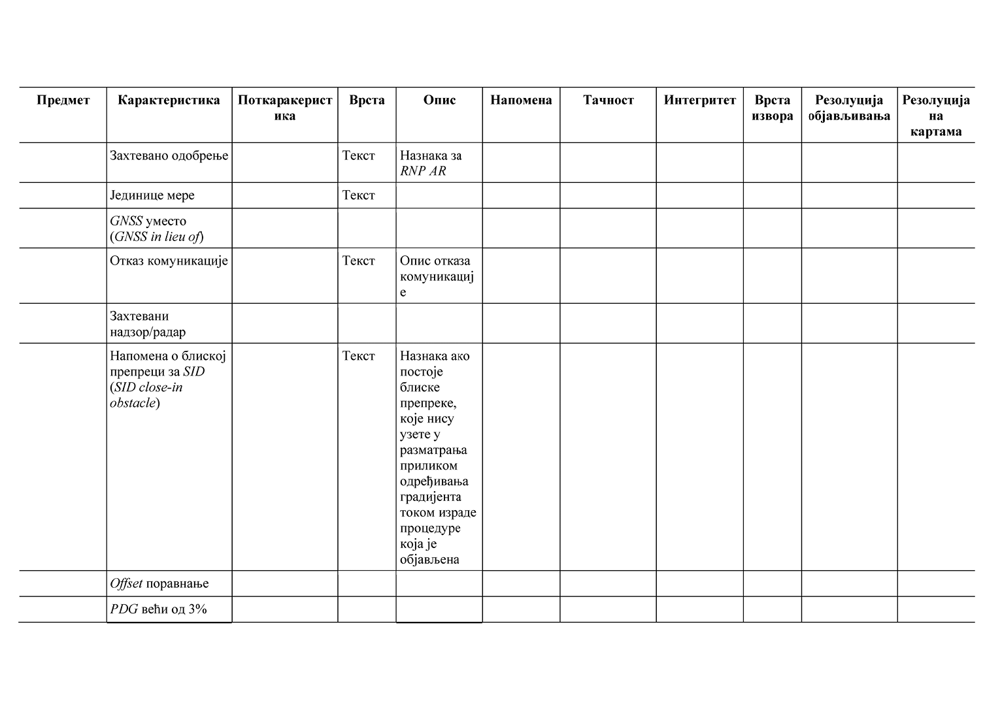 Предмет
Карактеристика
Поткаракерист
ика
Врста
Опис
Напомена
Тачност
Интегритет
Врста
извора
Резолуција
објављивања
Резолуција
на
картама
Захтевано одобрење
Текст
Назнака за
RNP AR
Јединице мере
Текст
GNSS уместо
(GNSS in lieu of)
Отказ комуникације
Текст
Опис отказа
комуникациј
е
Захтевани
надзор/радар
Напомена о блиској
препреци за SID
(SID close-in
obstacle)
Текст
Назнака ако
постоје
блиске
препреке,
које нису
узете у
разматрања
приликом
одређивања
градијента
током израде
процедуре
која је
објављена
Offset поравнање
PDG већи од 3%